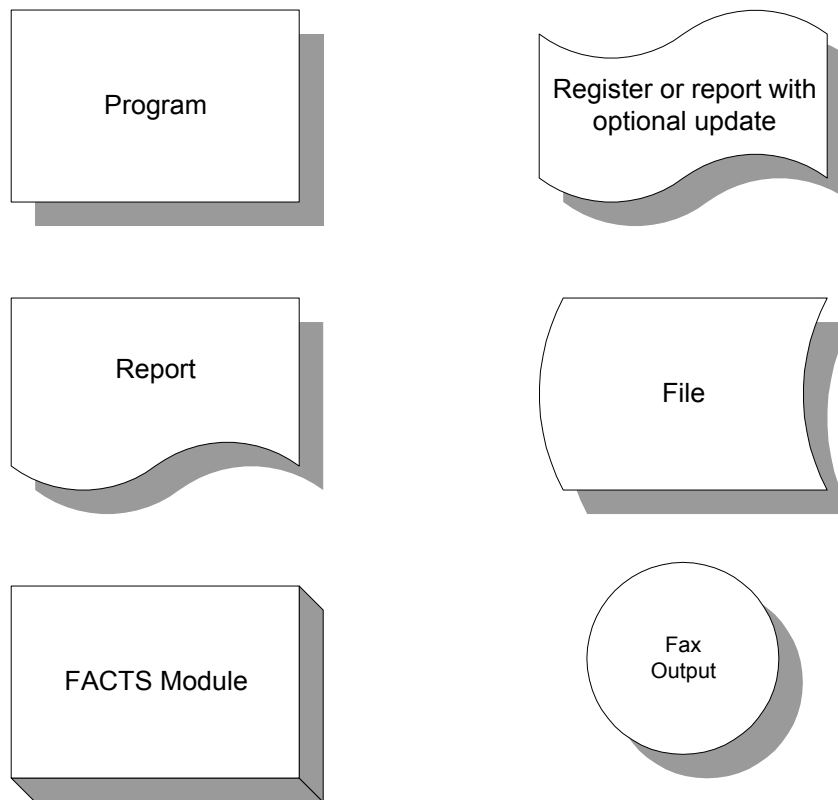 Program
Register or report with
optional update
Report
File
FACTS Module
Fax
Output